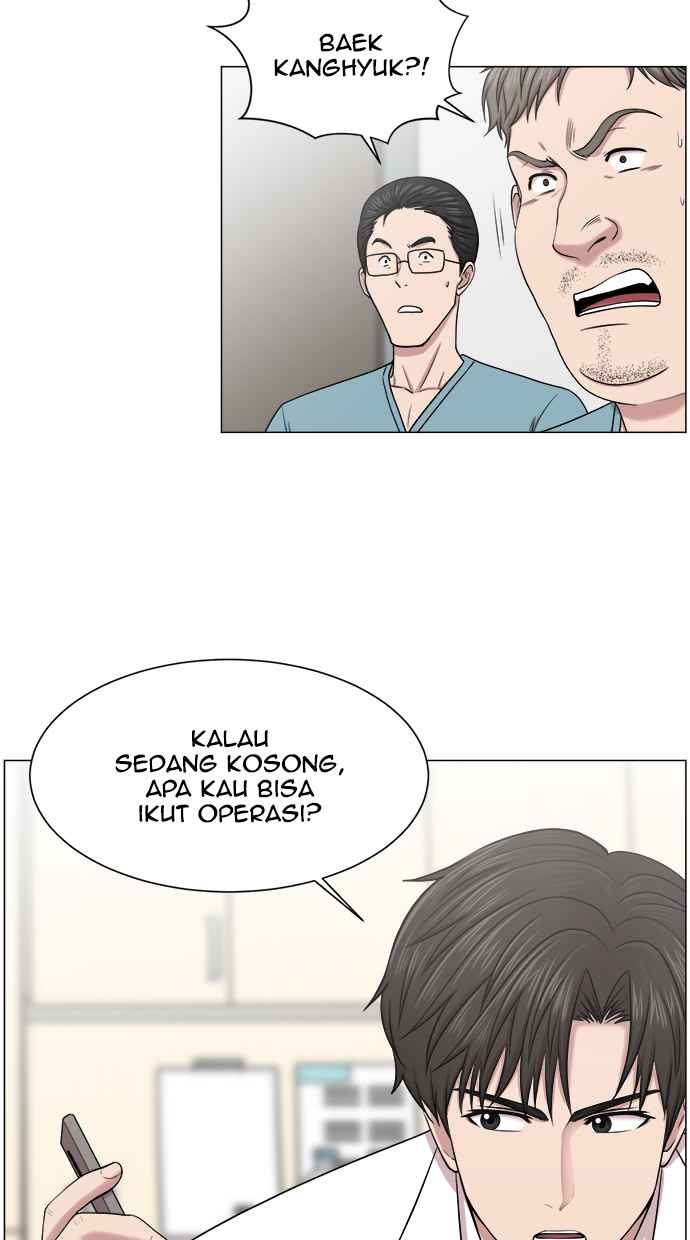 BAEK
KANGHYUK?!
KALAU
SEDANG KOSONG,
APA KAU BISA
IKUT OPERASI?